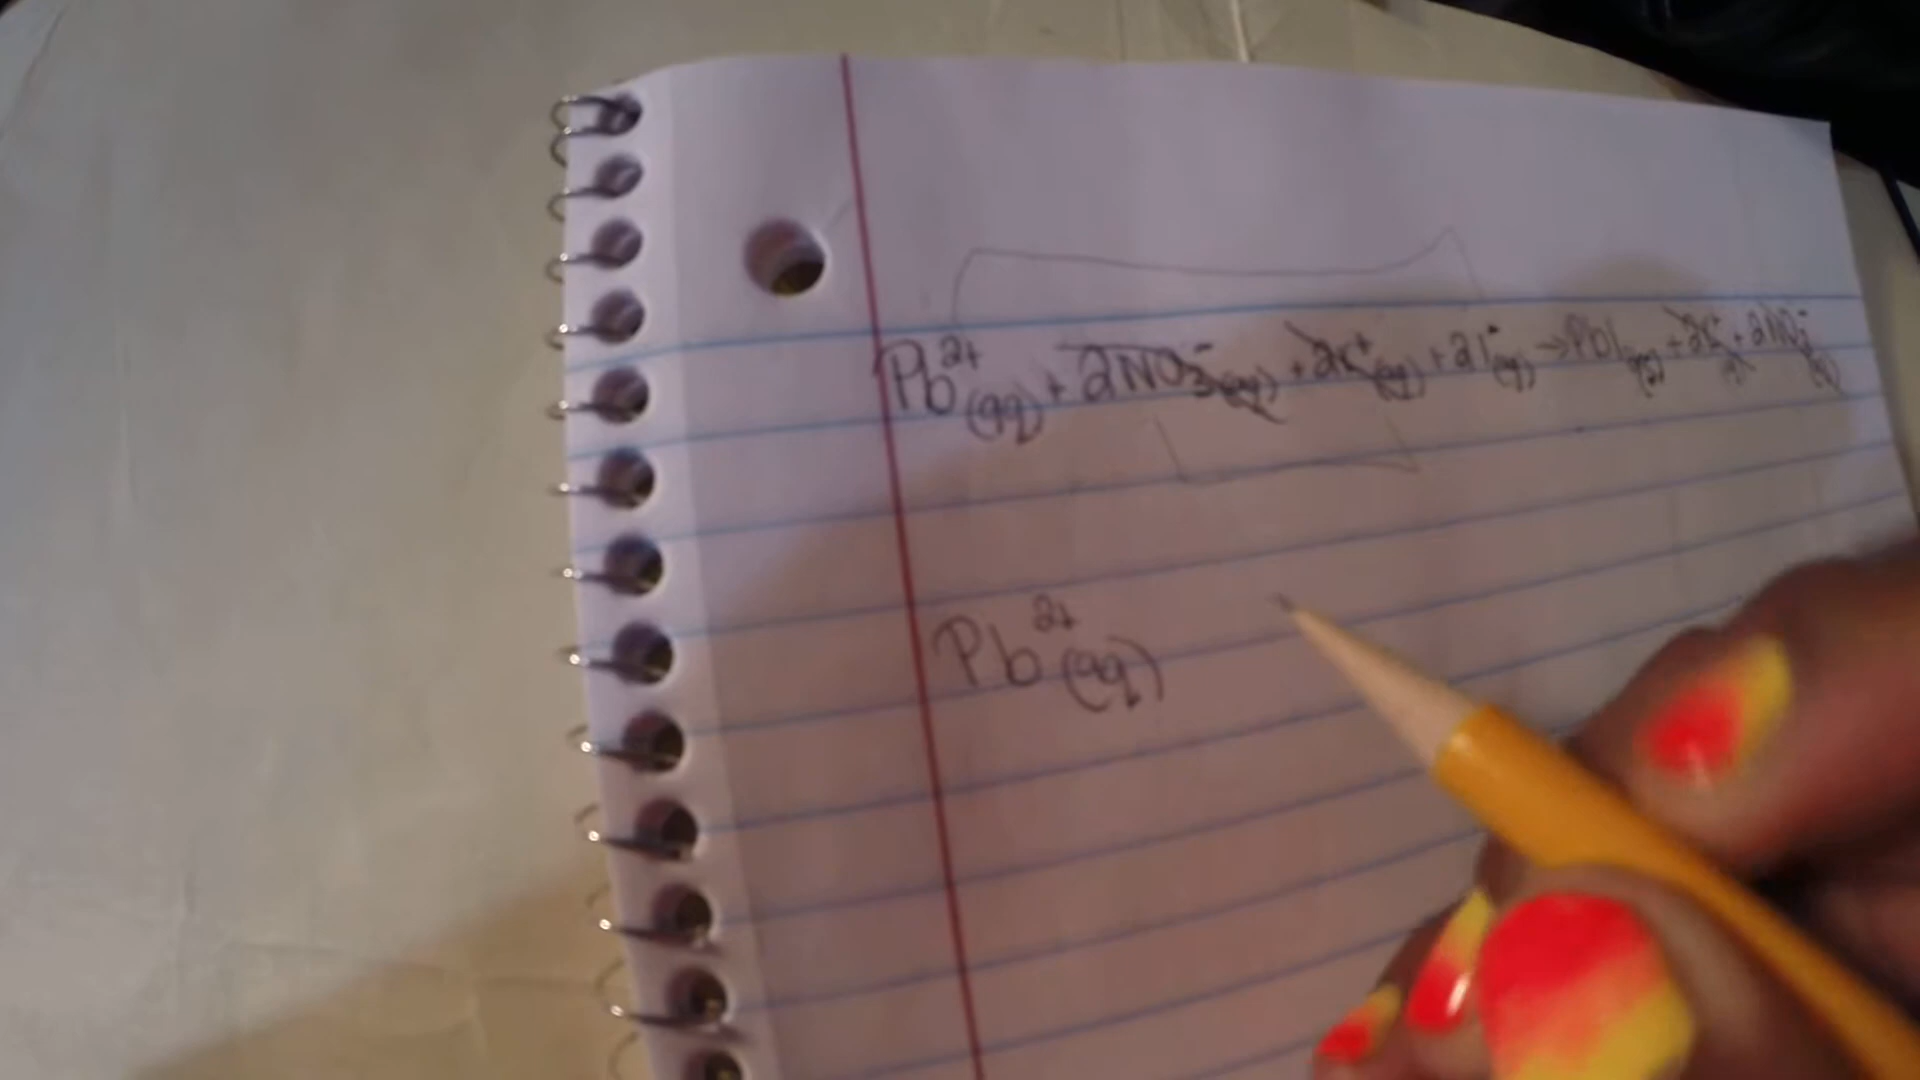 Pb²⁺(aq) + 2NO₃⁻(aq) + 2K⁺(aq) + 2I⁻(aq) → PbI₂(s) + 2K⁺(aq) + 2NO₃⁻(aq)
Pb²⁺(aq)